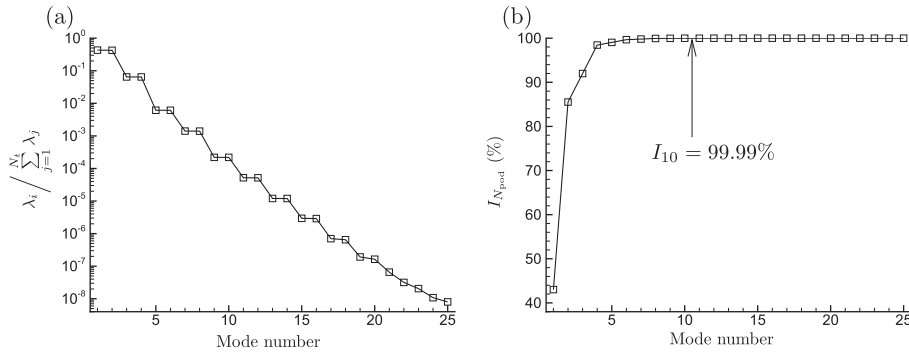 (a)
10^0
10^-1
10^-2
10^-3
10^-4
10^-5
10^-6
10^-7
10^-8
λ_i / ∑_{j=1}^{N_t} λ_j
5 10 15 20 25
Mode number
(b)
100
90
80
70
60
50
40
I_{N_pod} (%)
I_10 = 99.99%
5 10 15 20 25
Mode number